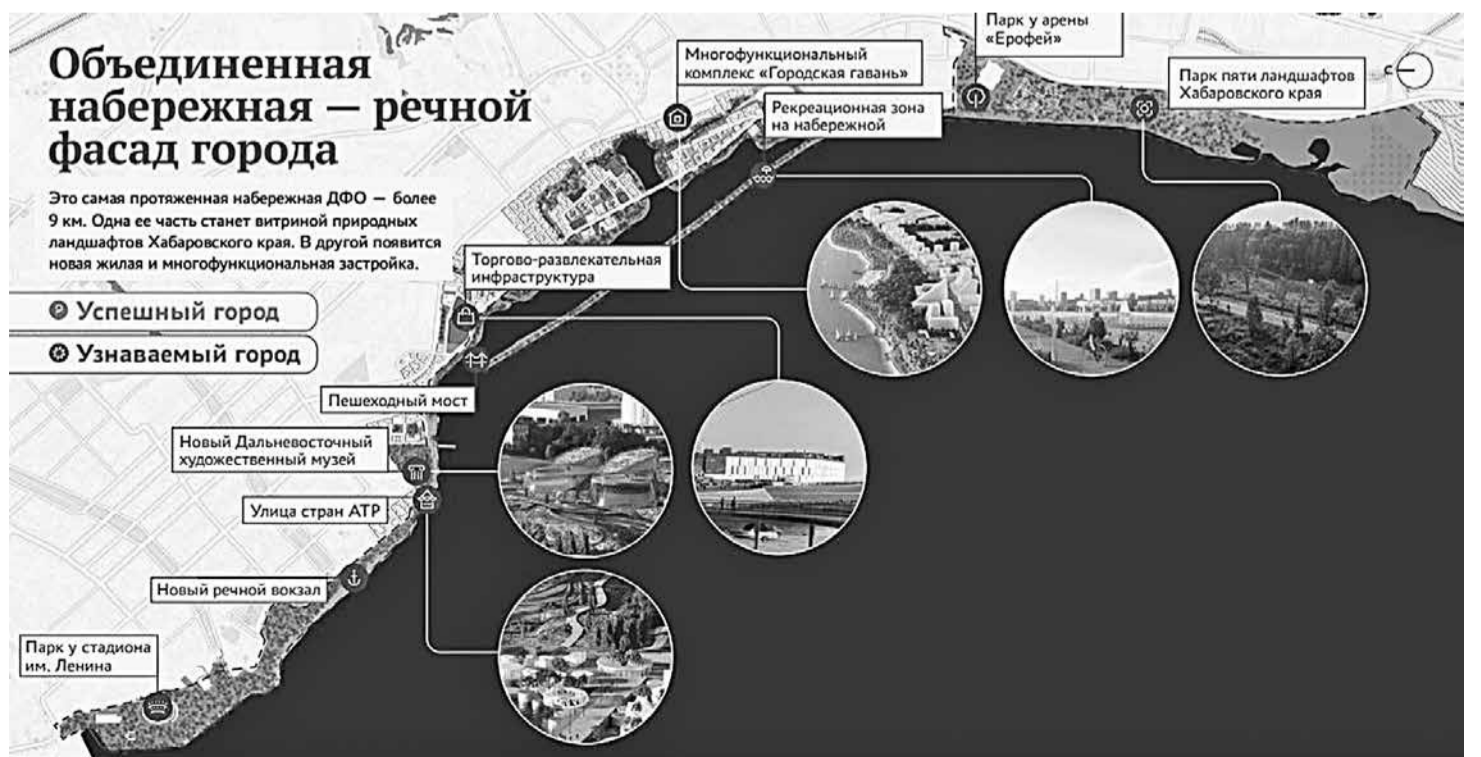 Объединенная
набережная — речной
фасад города
Это самая протяженная набережная ДФО — более
9 км. Одна ее часть станет витриной природных
ландшафтов Хабаровского края. В другой появится
новая жилая и многофункциональная застройка.
Успешный город
Узнаваемый город
Парк у арены
«Ерофей»
Многофункциональный
комплекс «Городская гавань»
Парк пяти ландшафтов
Хабаровского края
С
Рекреационная зона
на набережной
Торгово-развлекательная
инфраструктура
Пешеходный мост
Новый Дальневосточный
художественный музей
Улица стран АТР
Новый речной вокзал
Парк у стадиона
им. Ленина